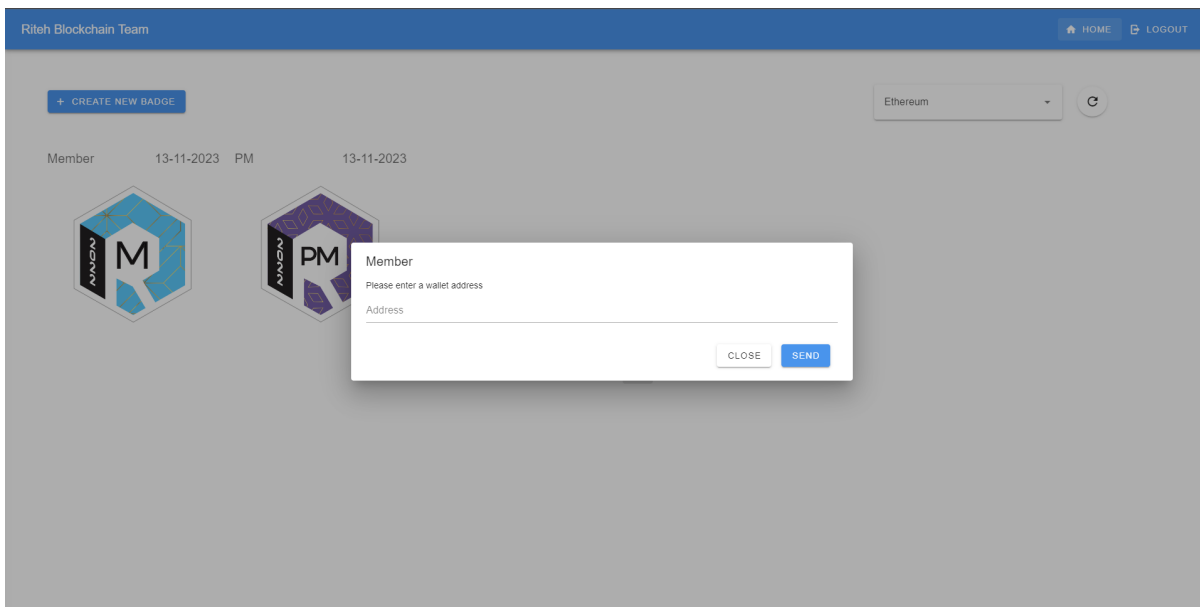 Riteh Blockchain Team HOME LOGOUT
+ CREATE NEW BADGE Ethereum
Member 13-11-2023 PM 13-11-2023
2022 M
2022 PM
Member
Please enter a wallet address
Address
CLOSE SEND